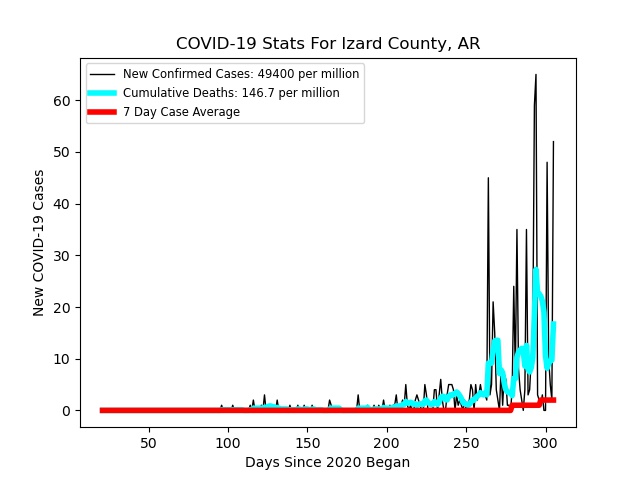 COVID-19 Stats For Izard County, AR
New Confirmed Cases: 49400 per million
Cumulative Deaths: 146.7 per million
7 Day Case Average
60
50
40
30
20
10
0
New COVID-19 Cases
50 100 150 200 250 300
Days Since 2020 Began